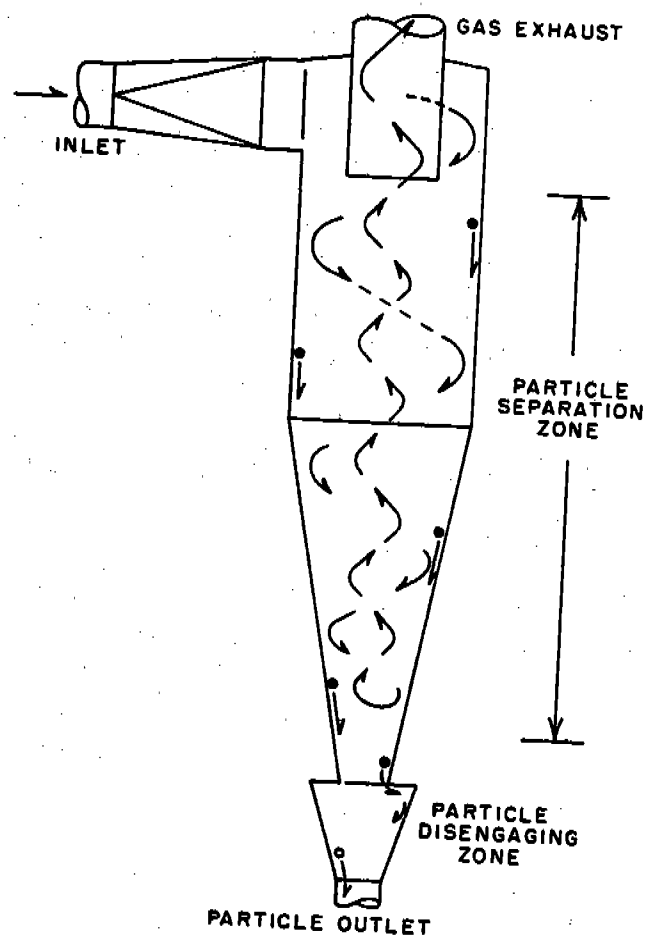 GAS EXHAUST
INLET
PARTICLE
SEPARATION
ZONE
PARTICLE
DISENGAGING
ZONE
PARTICLE OUTLET